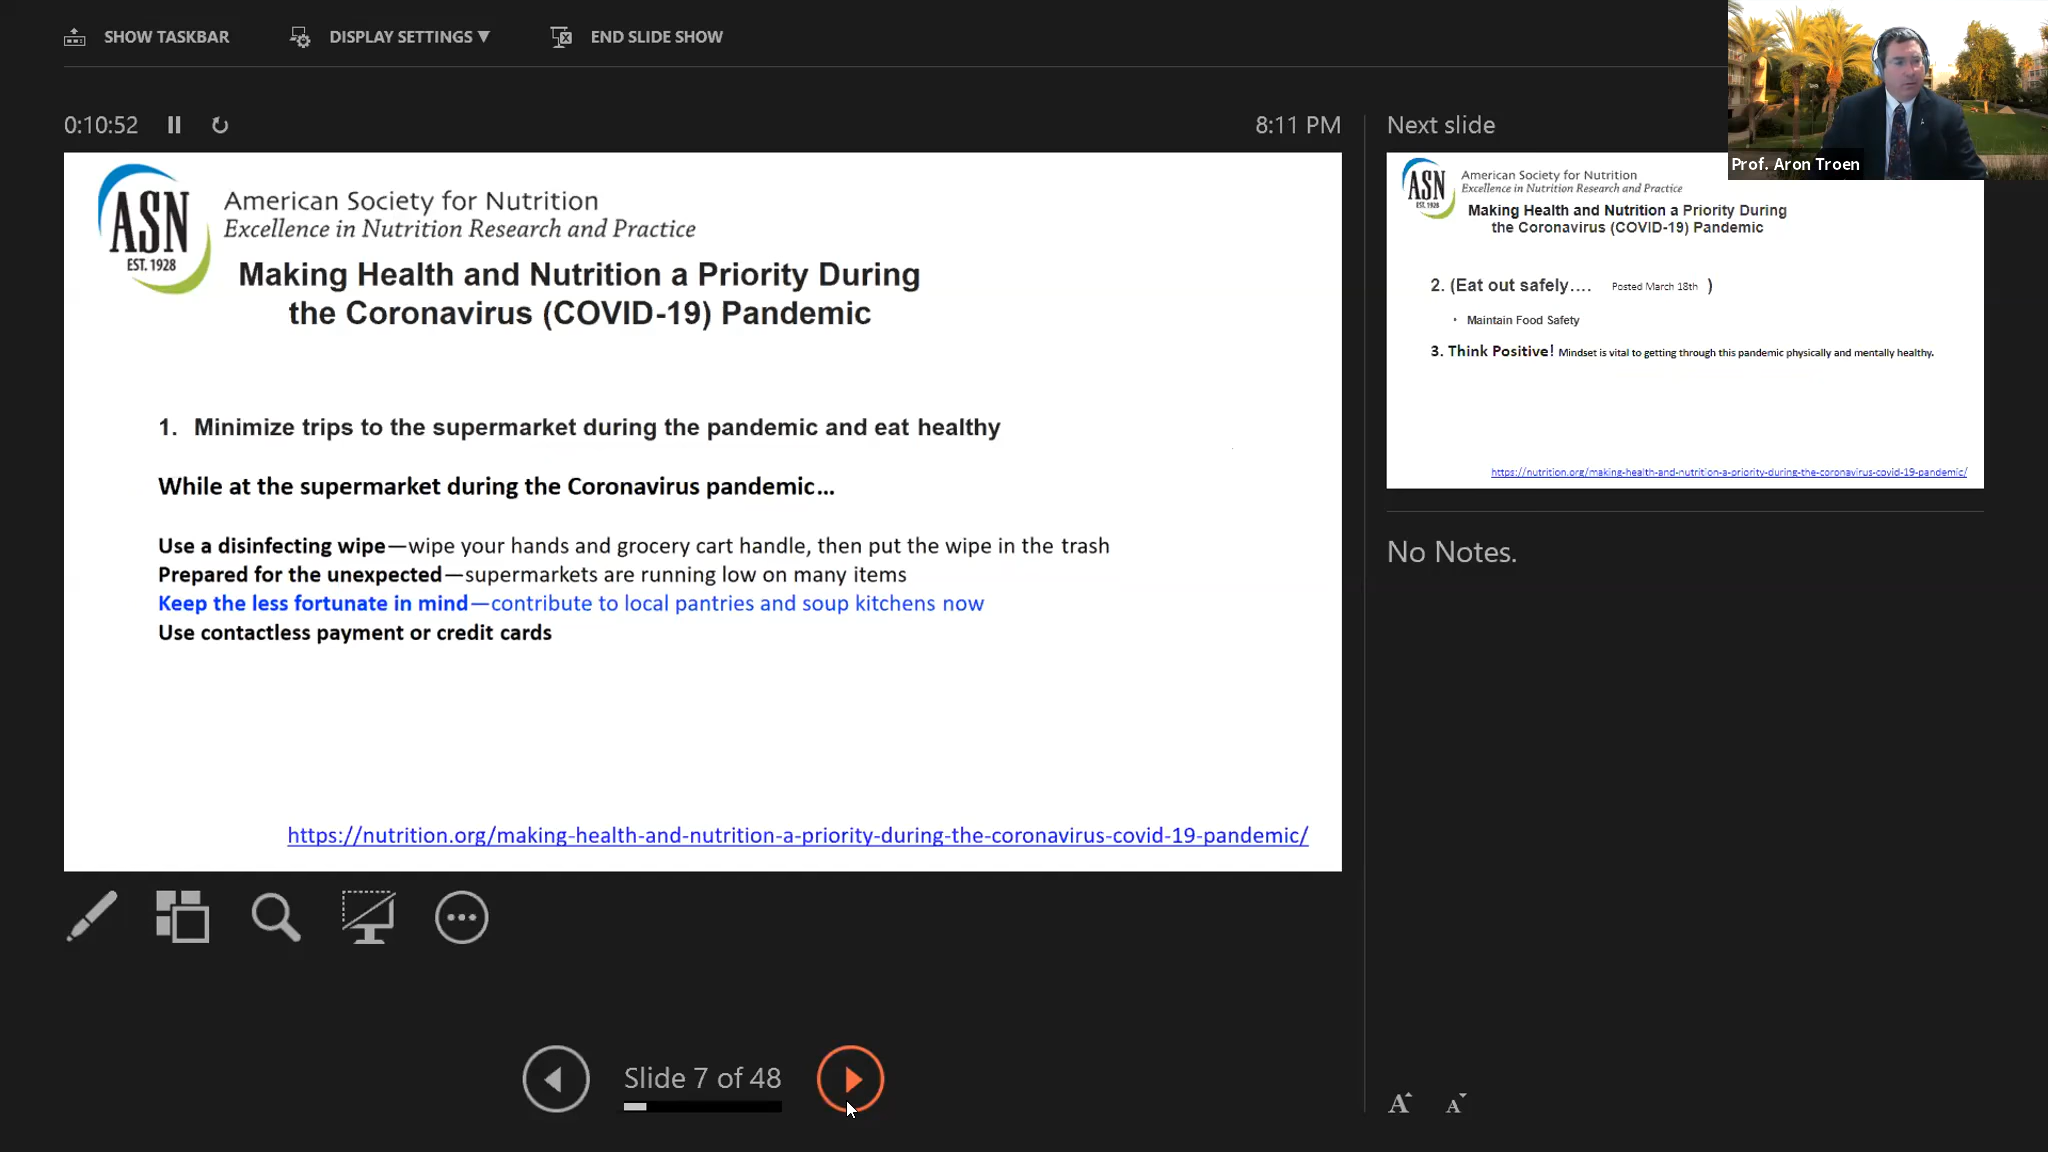 SHOW TASKBAR
DISPLAY SETTINGS ▼
END SLIDE SHOW
0:10:52
8:11 PM
ASN
EST. 1928
American Society for Nutrition
Excellence in Nutrition Research and Practice
Making Health and Nutrition a Priority During
the Coronavirus (COVID-19) Pandemic
1. Minimize trips to the supermarket during the pandemic and eat healthy
While at the supermarket during the Coronavirus pandemic...
Use a disinfecting wipe—wipe your hands and grocery cart handle, then put the wipe in the trash
Prepared for the unexpected—supermarkets are running low on many items
Keep the less fortunate in mind—contribute to local pantries and soup kitchens now
Use contactless payment or credit cards
https://nutrition.org/making-health-and-nutrition-a-priority-during-the-coronavirus-covid-19-pandemic/
Slide 7 of 48
Next slide
Prof. Aron Troen
ASN
EST. 1928
American Society for Nutrition
Excellence in Nutrition Research and Practice
Making Health and Nutrition a Priority During
the Coronavirus (COVID-19) Pandemic
2. (Eat out safely.... Posted March 18th )
• Maintain Food Safety
3. Think Positive! Mindset is vital to getting through this pandemic physically and mentally healthy.
https://nutrition.org/making-health-and-nutrition-a-priority-during-the-coronavirus-covid-19-pandemic/
No Notes.
A A